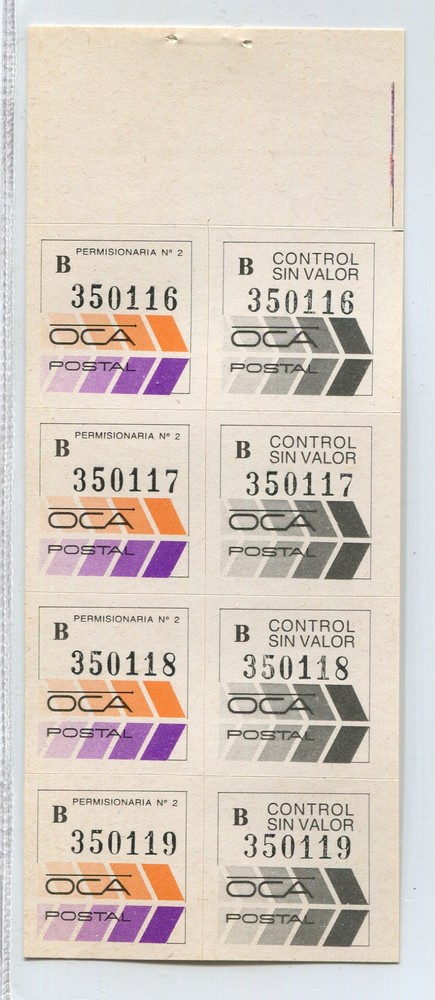 PERMISIONARIA Nº 2
B
350116
OCA
POSTAL
CONTROL
B SIN VALOR
350116
OCA
POSTAL
PERMISIONARIA Nº 2
B
350117
OCA
POSTAL
CONTROL
B SIN VALOR
350117
OCA
POSTAL
PERMISIONARIA Nº 2
B
350118
OCA
POSTAL
CONTROL
B SIN VALOR
350118
OCA
POSTAL
PERMISIONARIA Nº 2
B
350119
OCA
POSTAL
CONTROL
B SIN VALOR
350119
OCA
POSTAL